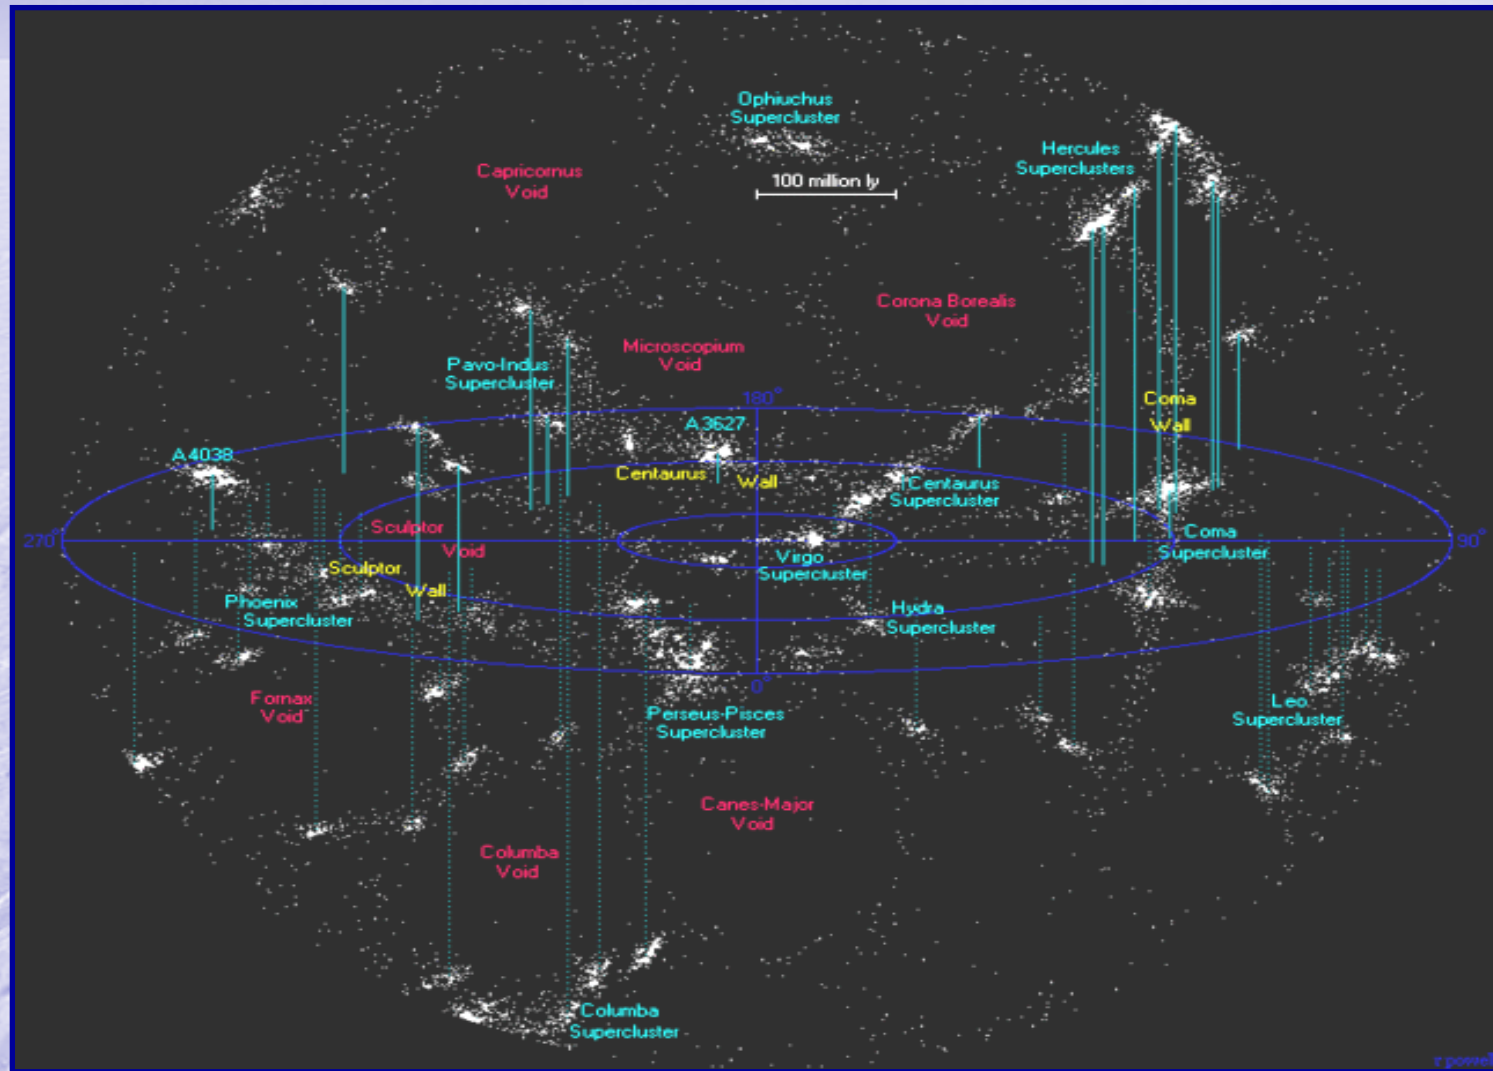 Ophiuchus
Supercluster
Hercules
Superclusters
Capricornus
Void
100 million ly
Corona Borealis
Void
Microscopium
Void
Pavo-Indus
Supercluster
180°
Coma
Wall
A3627
A4038
Centaurus
Wall
Centaurus
Supercluster
Sculptor
Void
270°
90°
Coma
Supercluster
Virgo
Supercluster
Sculptor
Wall
Phoenix
Supercluster
Hydra
Supercluster
0°
Fornax
Void
Perseus-Pisces
Supercluster
Leo
Supercluster
Canes-Major
Void
Columba
Void
Columba
Supercluster
r powell